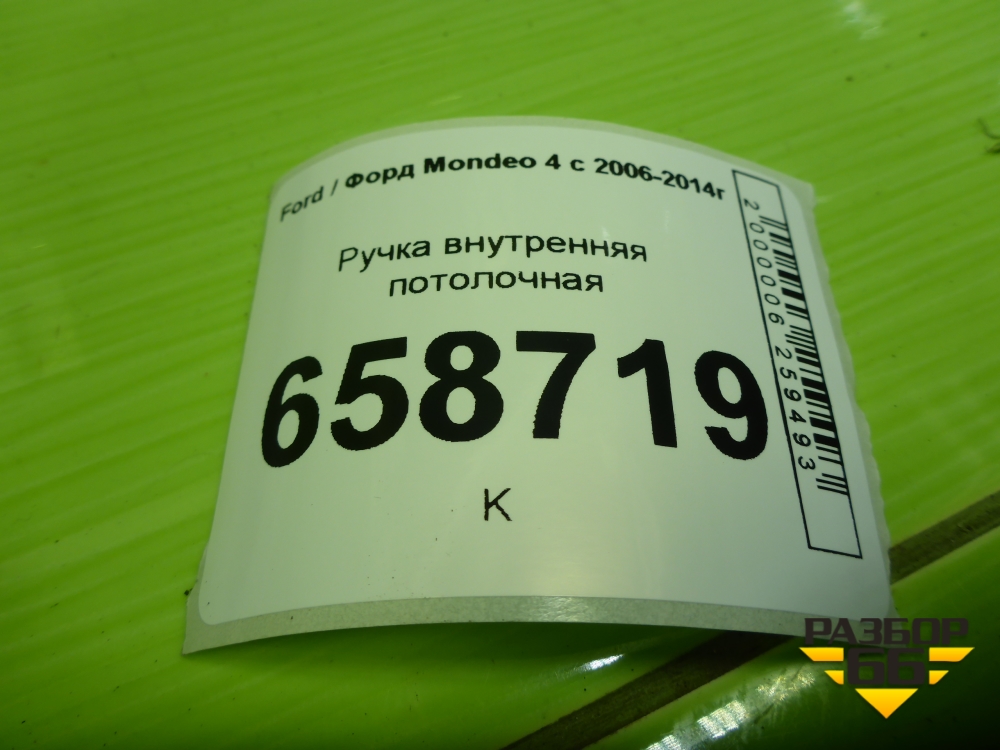 Ford / Форд Mondeo 4 с 2006-2014г
Ручка внутренняя
потолочная
658719
К
2000006259493
РАЗБОР
66